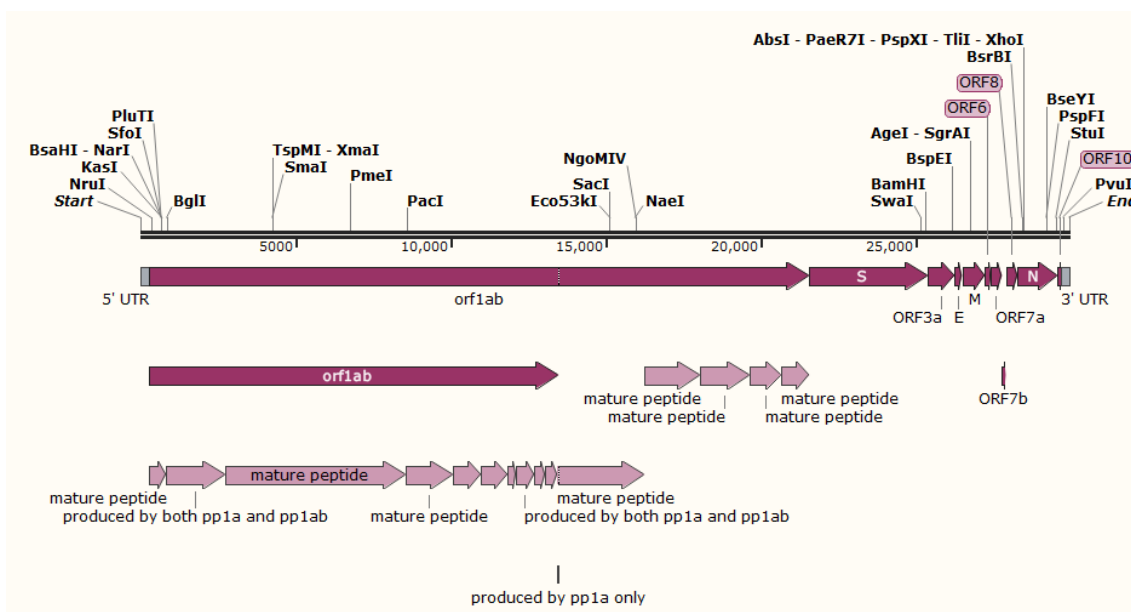 AbsI - PaeR7I - PspXI - TliI - XhoI
BsrBI
ORF8
ORF6
PluTI
SfoI
BsaHI - NarI
KasI
NruI
Start
BglI
TspMI - XmaI
SmaI
PmeI
PacI
NgoMIV
SacI
Eco53kI
NaeI
AgeI - SgrAI
BspEI
BamHI
SwaI
BseYI
PspFI
StuI
ORF10
PvuI
End
5000
10,000
15,000
20,000
25,000
S
N
5' UTR
orf1ab
M
3' UTR
ORF3a
E
ORF7a
orf1ab
mature peptide
mature peptide
mature peptide
mature peptide
ORF7b
mature peptide
mature peptide
mature peptide
produced by both pp1a and pp1ab
mature peptide
produced by both pp1a and pp1ab
produced by pp1a only